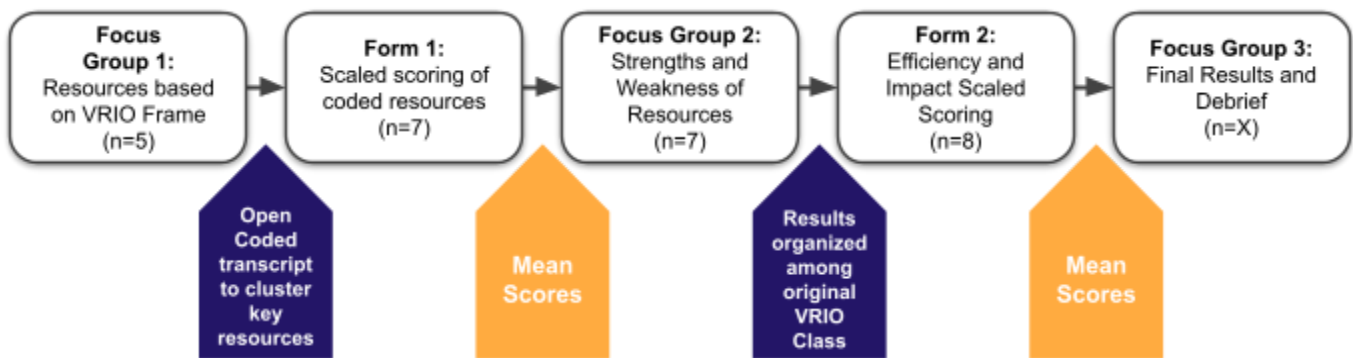 Focus
Group 1:
Resources based
on VRIO Frame
(n=5)
Form 1:
Scaled scoring of
coded resources
(n=7)
Focus Group 2:
Strengths and
Weakness of
Resources
(n=7)
Form 2:
Efficiency and
Impact Scaled
Scoring
(n=8)
Focus Group 3:
Final Results and
Debrief
(n=X)
Open
Coded
transcript
to cluster
key
resources
Mean
Scores
Results
organized
among
original
VRIO
Class
Mean
Scores